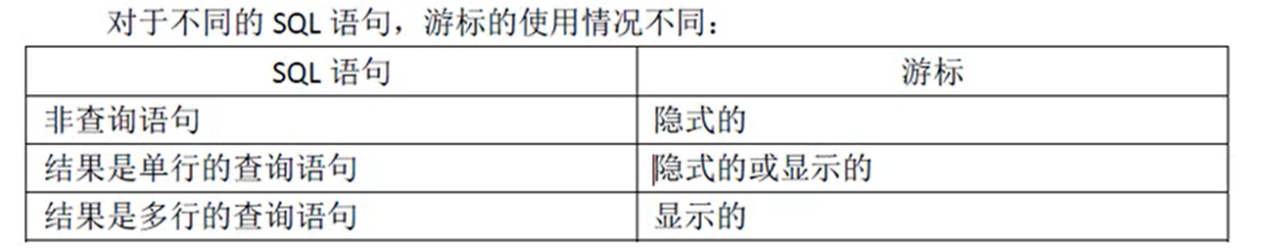 对于不同的 SQL 语句，游标的使用情况不同：
SQL 语句 游标
非查询语句 隐式的
结果是单行的查询语句 隐式的或显示的
结果是多行的查询语句 显示的